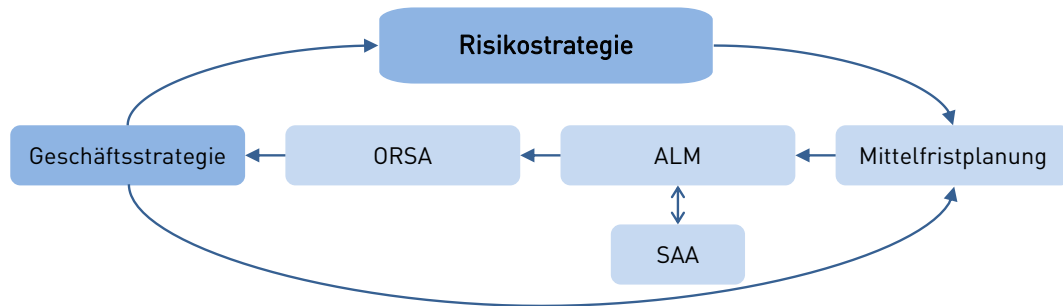 Risikostrategie
Geschäftsstrategie
ORSA
ALM
Mittelfristplanung
SAA